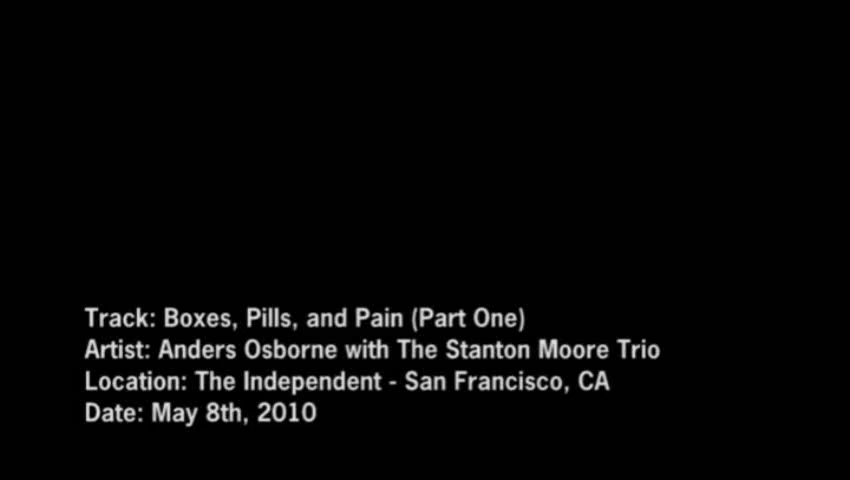 Track: Boxes, Pills, and Pain (Part One)
Artist: Anders Osborne with The Stanton Moore Trio
Location: The Independent - San Francisco, CA
Date: May 8th, 2010